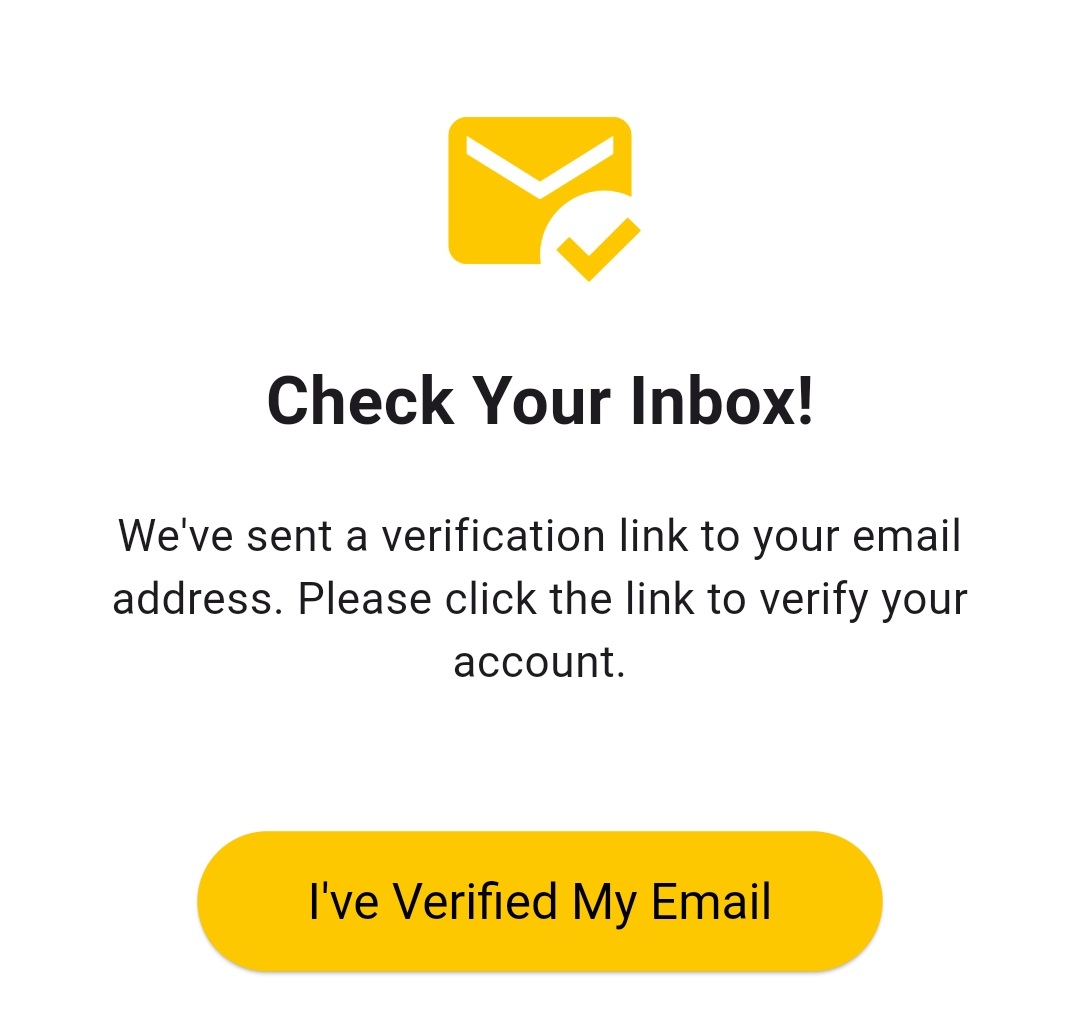 Check Your Inbox!
We've sent a verification link to your email
address. Please click the link to verify your
account.
I've Verified My Email